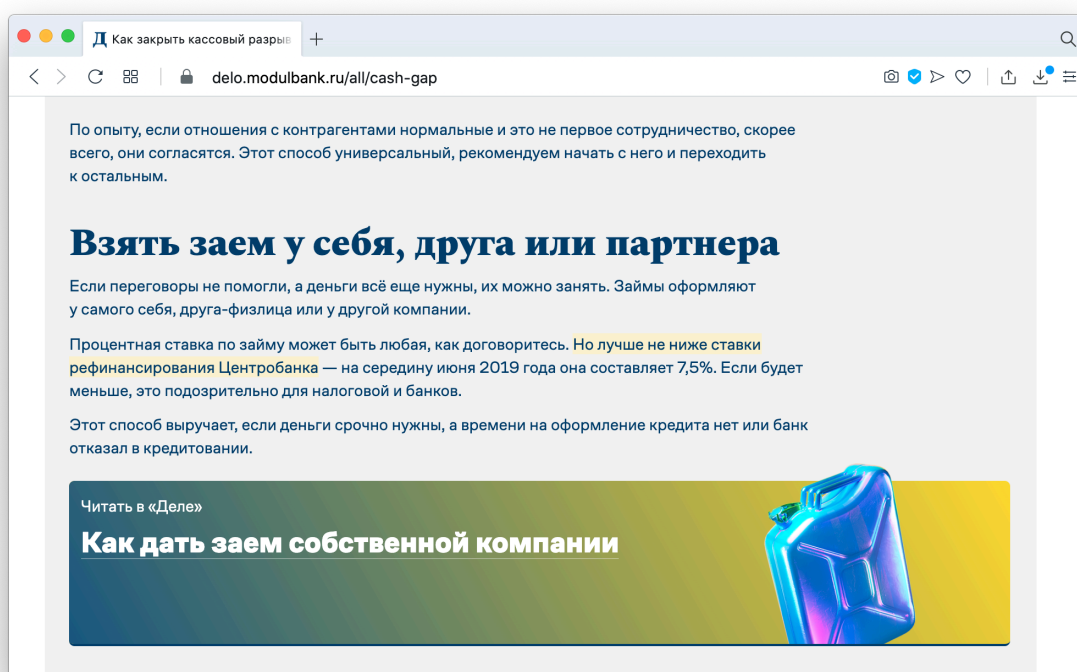 Д Как закрыть кассовый разрыв
delo.modulbank.ru/all/cash-gap
По опыту, если отношения с контрагентами нормальные и это не первое сотрудничество, скорее
всего, они согласятся. Этот способ универсальный, рекомендуем начать с него и переходить
к остальным.
Взять заем у себя, друга или партнера
Если переговоры не помогли, а деньги всё еще нужны, их можно занять. Займы оформляют
у самого себя, друга-физлица или у другой компании.
Процентная ставка по займу может быть любая, как договоритесь. Но лучше не ниже ставки
рефинансирования Центробанка — на середину июня 2019 года она составляет 7,5%. Если будет
меньше, это подозрительно для налоговой и банков.
Этот способ выручает, если деньги срочно нужны, а времени на оформление кредита нет или банк
отказал в кредитовании.
Читать в «Деле»
Как дать заем собственной компании